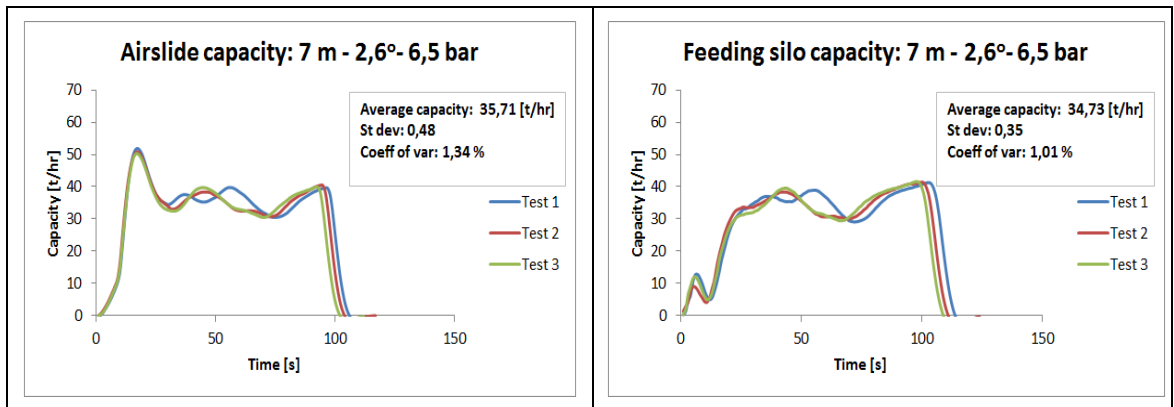 Airslide capacity: 7 m - 2,6º- 6,5 bar
Capacity [t/hr]
70
60
50
40
30
20
10
0
Average capacity: 35,71 [t/hr]
St dev: 0,48
Coeff of var: 1,34 %
Test 1
Test 2
Test 3
0
50
100
150
Time [s]
Feeding silo capacity: 7 m - 2,6º- 6,5 bar
Capacity [t/hr]
70
60
50
40
30
20
10
0
Average capacity: 34,73 [t/hr]
St dev: 0,35
Coeff of var: 1,01 %
Test 1
Test 2
Test 3
0
50
100
150
Time [s]